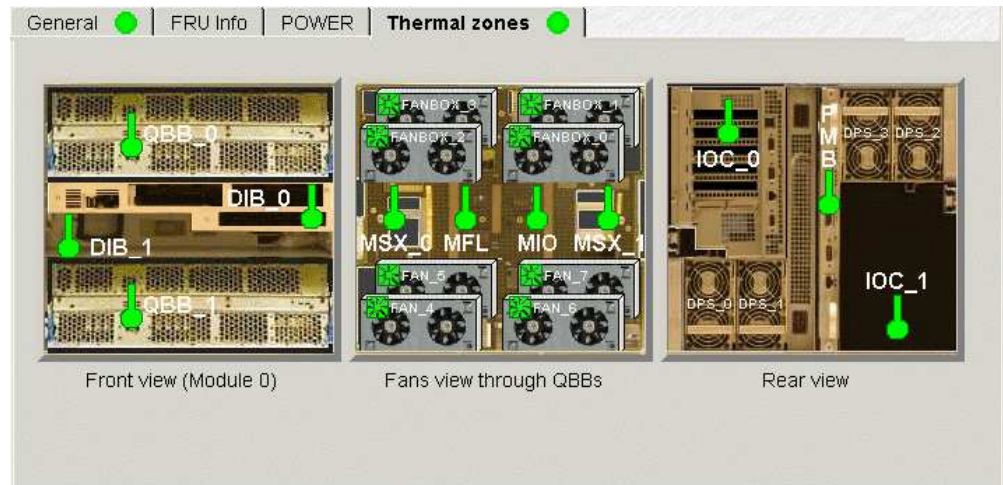 General FRU Info POWER Thermal zones
QBB_0
DIB_0
DIB_1
QBB_1
Front view (Module 0)
FANBOX_3 FANBOX_1
FANBOX_2 FANBOX_0
MSX_0 MFL MIO MSX_1
FAN_5 FAN_7
FAN_4 FAN_6
Fans view through QBBs
PMB
DPS_3 DPS_2
IOC_0
IOC_1
DPS_0 DPS_1
Rear view